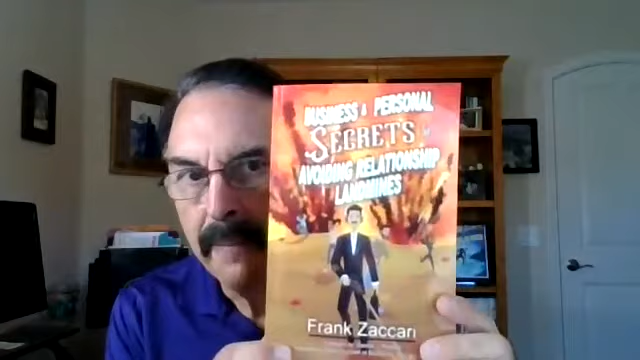 BUSINESS & PERSONAL
SECRETS
AVOIDING RELATIONSHIP
LANDMINES
Frank Zaccari